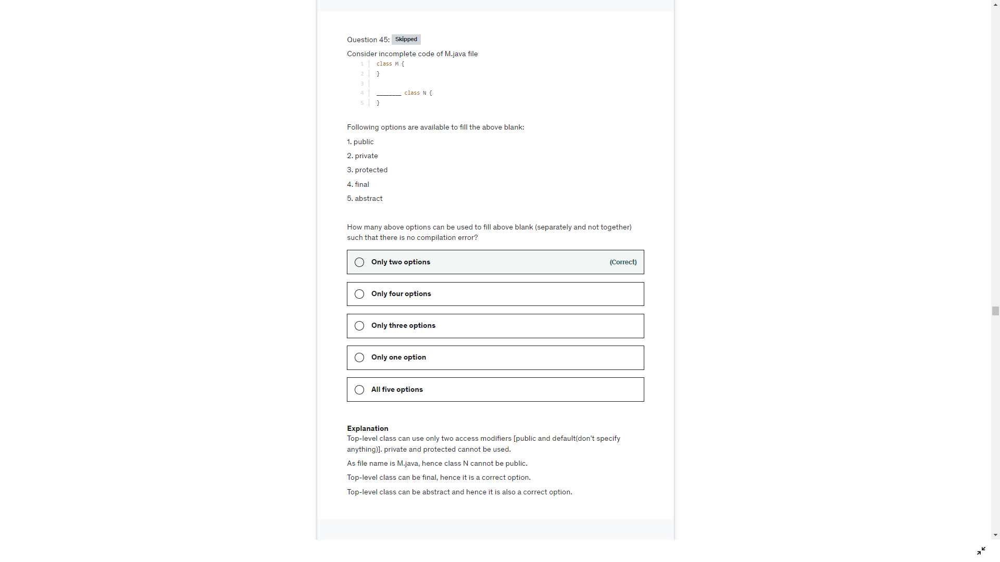 Question 45: Skipped
Consider incomplete code of M.java file
1 class M {
2 }
3
4 ________ class N {
5 }
Following options are available to fill the above blank:
1. public
2. private
3. protected
4. final
5. abstract
How many above options can be used to fill above blank (separately and not together)
such that there is no compilation error?
Only two options (Correct)
Only four options
Only three options
Only one option
All five options
Explanation
Top-level class can use only two access modifiers [public and default(don't specify
anything)]. private and protected cannot be used.
As file name is M.java, hence class N cannot be public.
Top-level class can be final, hence it is a correct option.
Top-level class can be abstract and hence it is also a correct option.